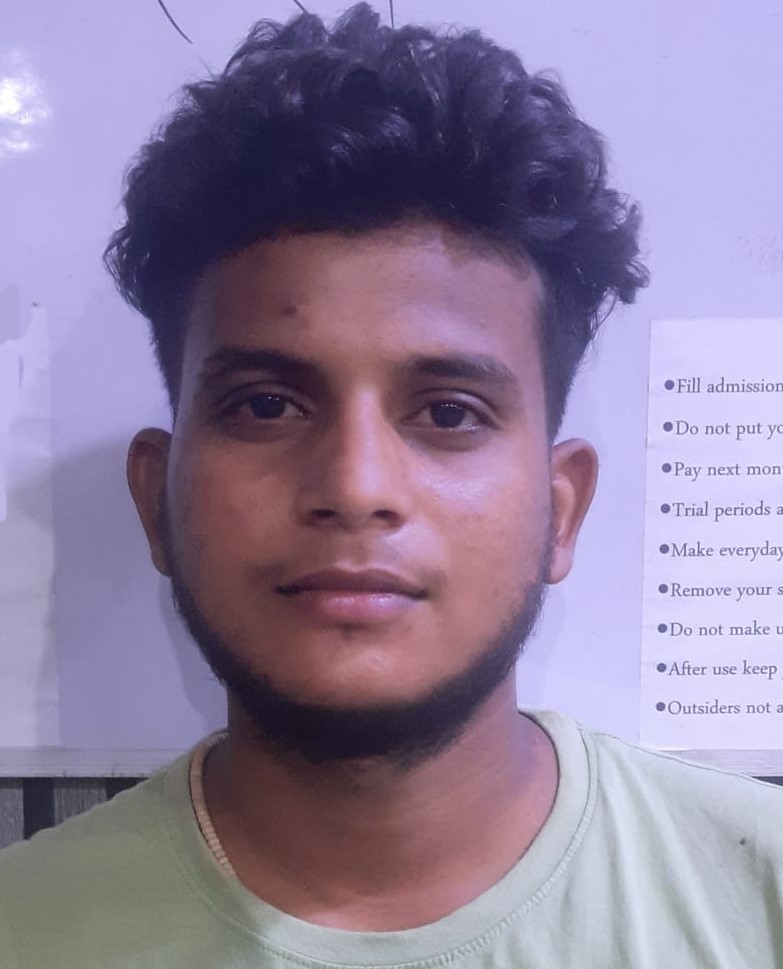 ●Fill admission
●Do not put yo
●Pay next mon
●Trial periods a
●Make everyday
●Remove your s
●Do not make u
●After use keep
●Outsiders not a